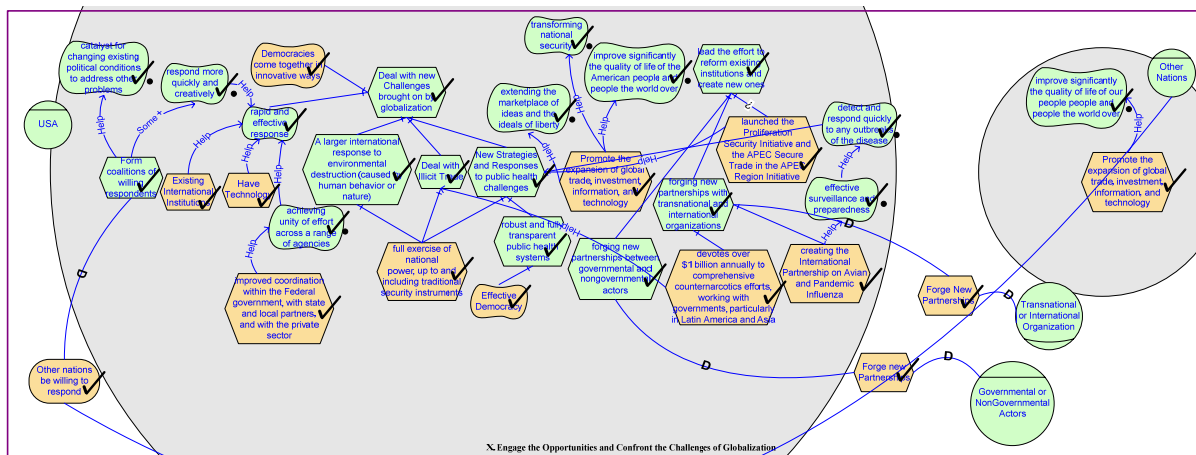 catalyst for
changing existing
political conditions
to address other
problems
respond more
quickly and
creatively
Democracies
come together in
innovative ways
Deal with new
Challenges
brought on by
globalization
transforming
national
security
improve significantly
the quality of life of the
American people and
people the world over
lead the effort to
reform existing
institutions and
create new ones
Other
Nations
improve significantly
the quality of life of our
people people and
people the world over
USA
Help
Some +
Help
rapid and
effective
response
extending the
marketplace of
ideas and the
ideals of liberty
Help
Help
launched the Proliferation
Security Initiative and
the APEC Secure
Trade in the APEC
Region Initiative
detect and
respond quickly
to any outbreaks
of the disease
Help
Form
coalitions of
willing
respondents
Help
Existing
International
Institutions
Help
Have
Technology
Help
A larger international
response to
environmental
destruction(caused by
human behavior or
nature)
Deal with
Illicit Trade
New Strategies
and Responses
to public health
challenges
Help
Help
Promote the
expansion of global
trade, investment,
information, and
technology
forging new
partnerships with
transnational and
international
organizations
Help
effective
surveillance and
preparedness
Promote the
expansion of global
trade, investment,
information, and
technology
Help
achieving
unity of effort
across a range
of agencies
Help
improved coordination
within the Federal
government, with state
and local partners,
and with the private
sector
full exercise of
national
power, up to and
including traditional
security instruments
robust and fully
transparent
public health
systems
Help
Effective
Democracy
forging new
partnerships between
governmental and
nongovernmental
actors
devotes over
$1 billion annually to
comprehensive
counternarcotics efforts,
working with
governments, particularly
in Latin America and Asia
Help
creating the
International
Partnership on Avian
and Pandemic
Influenza
D
D
Forge New
Partnerships
D
Transnational
or International
Organization
Other nations
be willing to
respond
D
Forge new
Partnerships
D
Governmental or
NonGovernmental
Actors
X. Engage the Opportunities and Confront the Challenges of Globalization